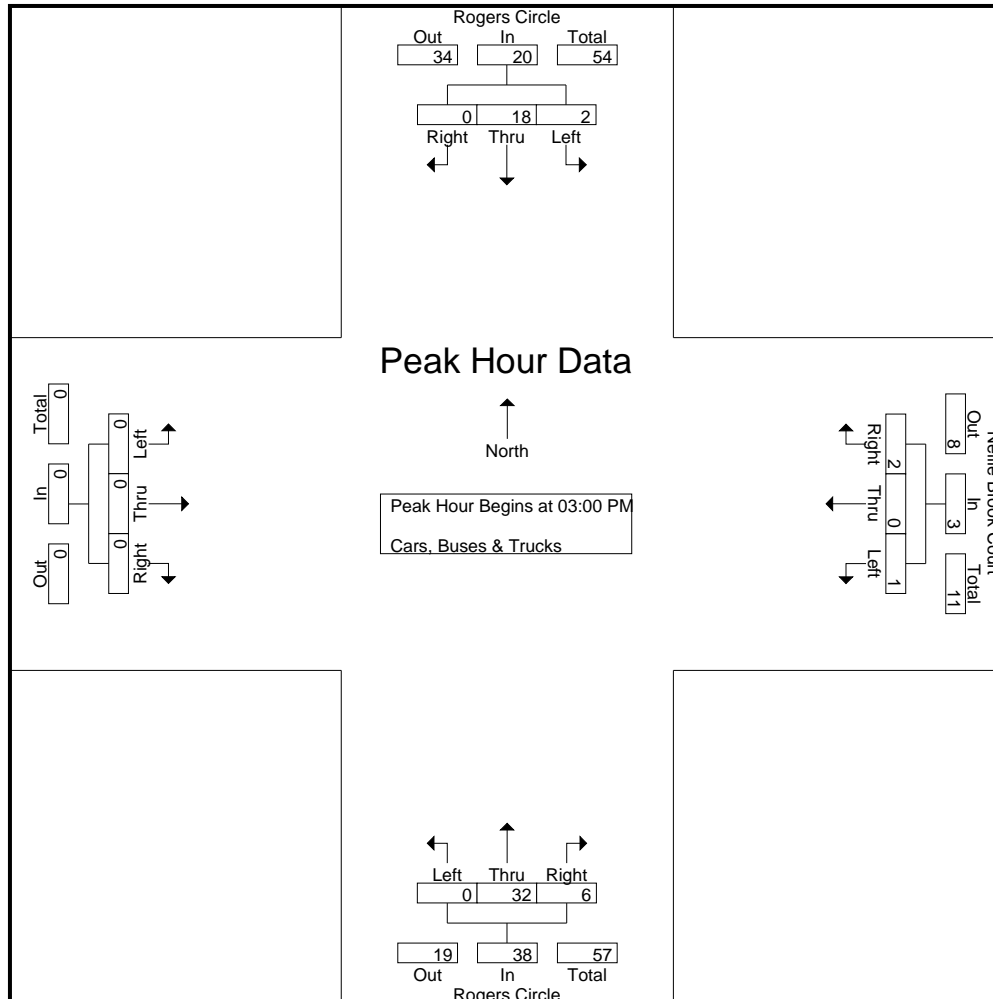 Rogers Circle
Out In Total
34 20 54
0 18 2
Right Thru Left
Peak Hour Data
North
Peak Hour Begins at 03:00 PM
Cars, Buses & Trucks
Total In Out
0 0 0
0 0 0
Left Thru Right
Right Thru Left
2 0 1
Out In Total
8 3 11
Nellie Brook Court
Left Thru Right
0 32 6
19 38 57
Out In Total
Rogers Circle